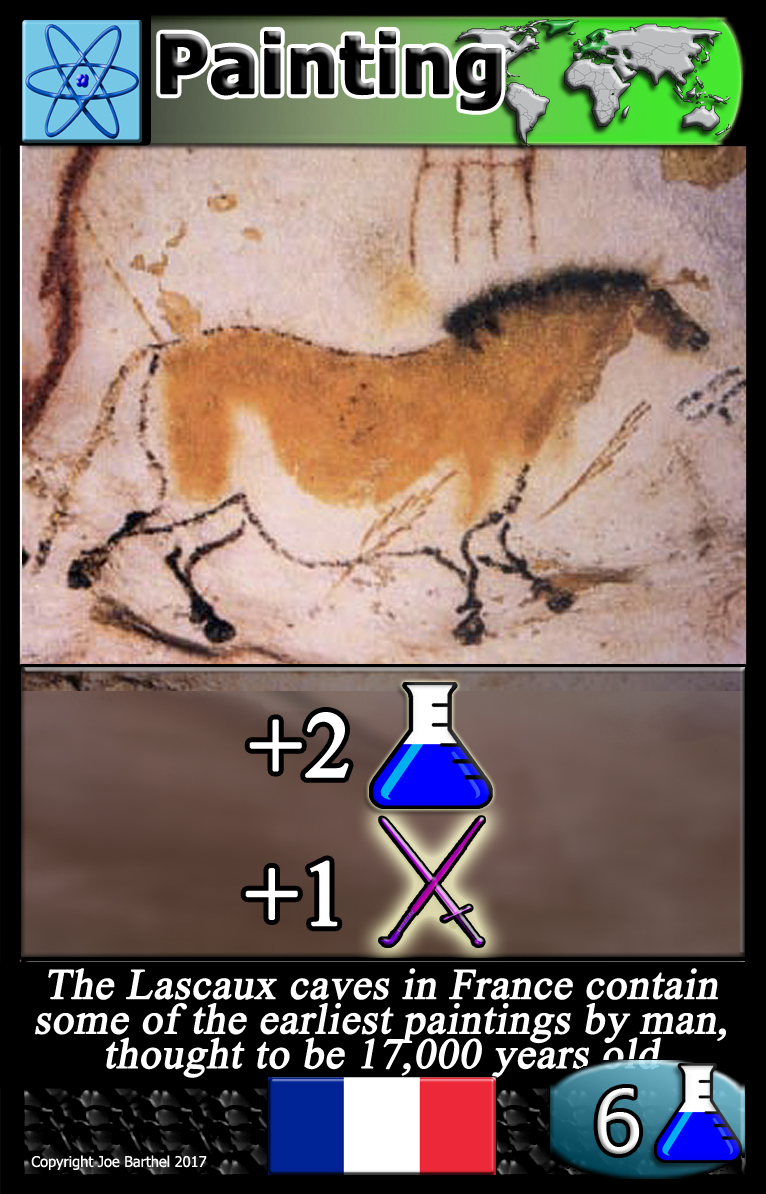 Painting
+2
+1
The Lascaux caves in France contain
some of the earliest paintings by man,
thought to be 17,000 years old
6
Copyright Joe Barthel 2017